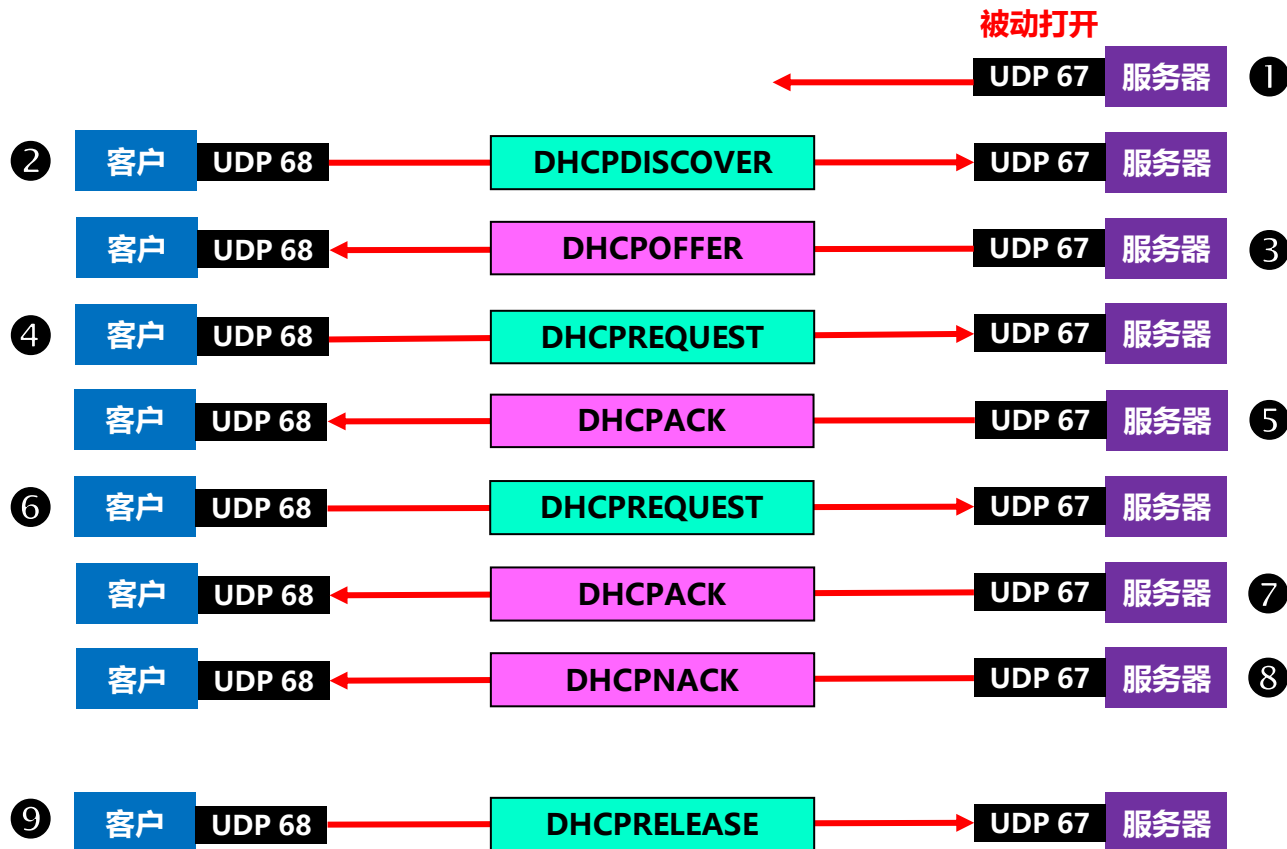 被动打开
UDP 67 服务器 ❶
❷ 客户 UDP 68 DHCPDISCOVER UDP 67 服务器
客户 UDP 68 DHCPOFFER UDP 67 服务器 ❸
❹ 客户 UDP 68 DHCPREQUEST UDP 67 服务器
客户 UDP 68 DHCPACK UDP 67 服务器 ❺
❻ 客户 UDP 68 DHCPREQUEST UDP 67 服务器
客户 UDP 68 DHCPACK UDP 67 服务器 ❼
客户 UDP 68 DHCPNACK UDP 67 服务器 ❽
❾ 客户 UDP 68 DHCPRELEASE UDP 67 服务器